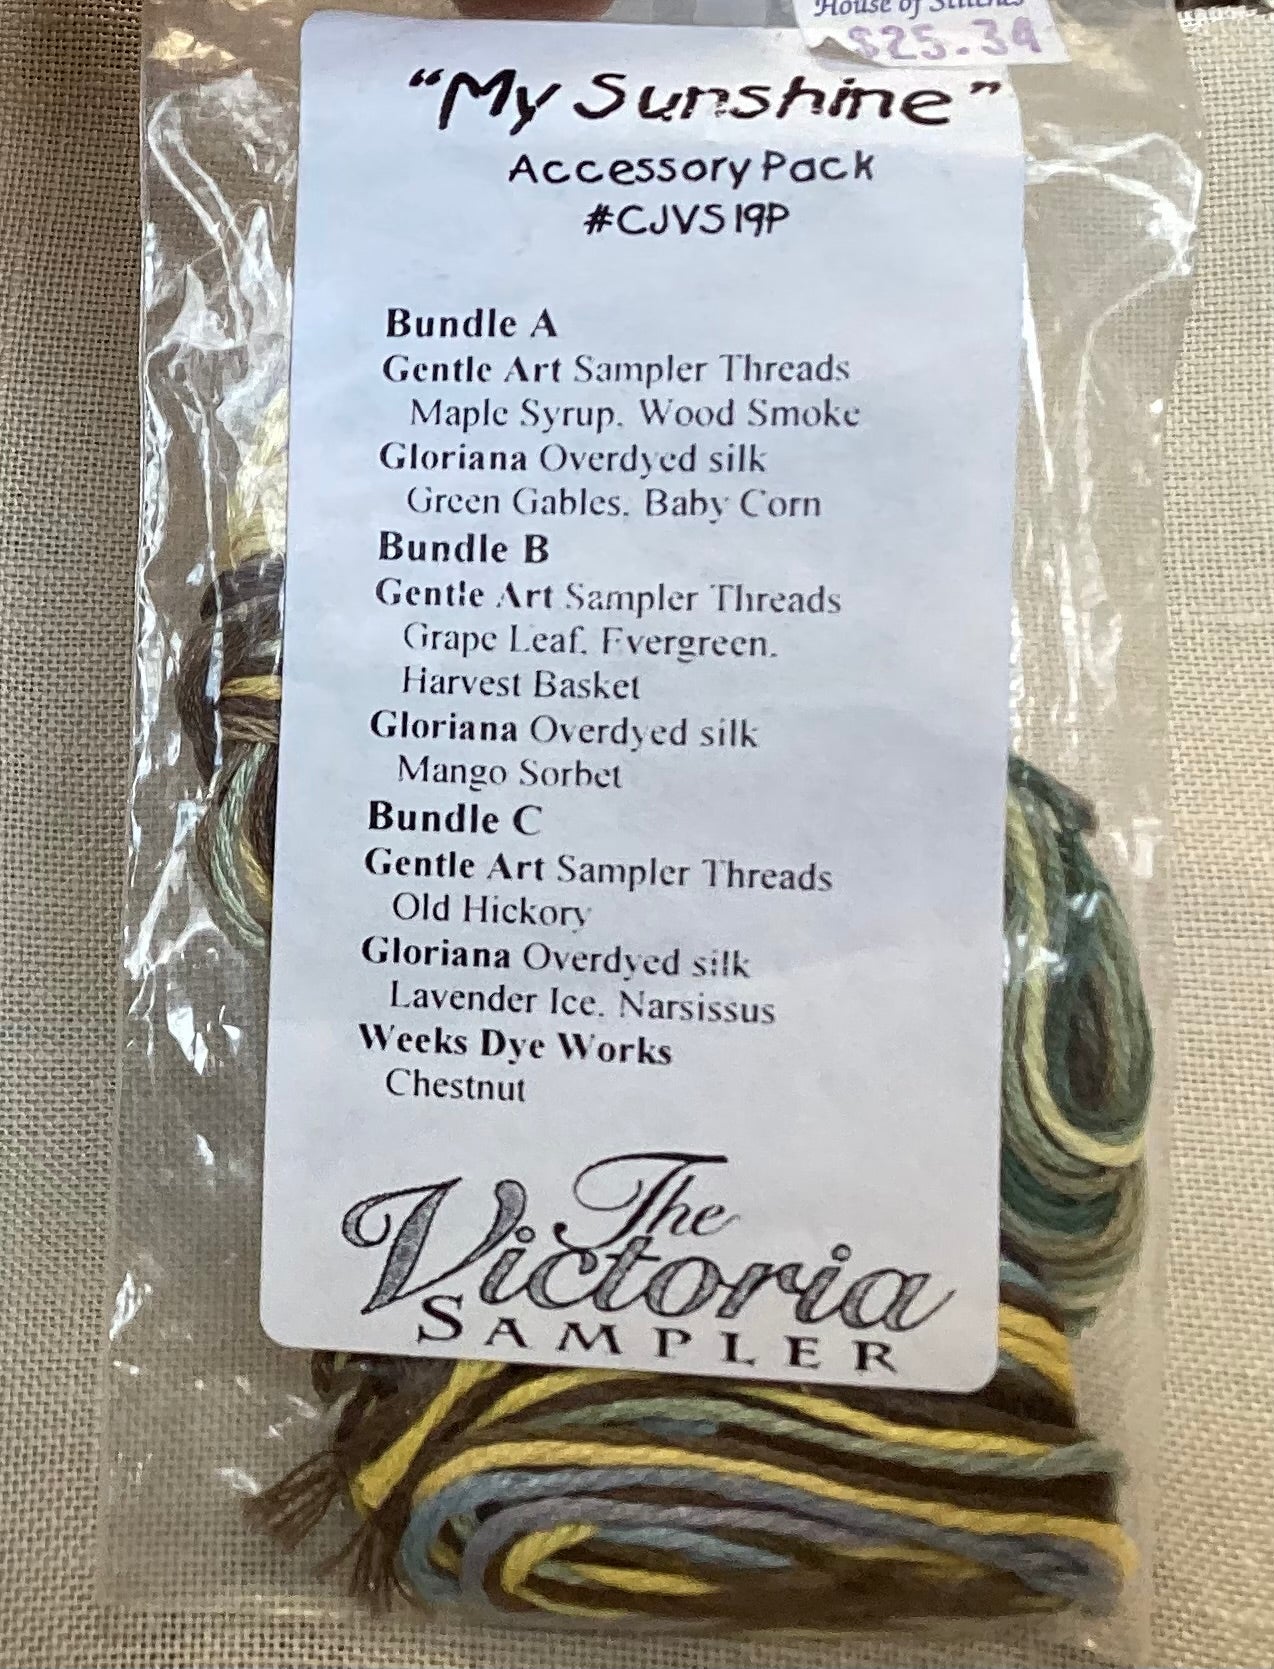 House of Stitches
$25.39
"My Sunshine"
Accessory Pack
#CJVS19P
Bundle A
Gentle Art Sampler Threads
Maple Syrup, Wood Smoke
Gloriana Overdyed silk
Green Gables, Baby Corn
Bundle B
Gentle Art Sampler Threads
Grape Leaf, Evergreen,
Harvest Basket
Gloriana Overdyed silk
Mango Sorbet
Bundle C
Gentle Art Sampler Threads
Old Hickory
Gloriana Overdyed silk
Lavender Ice, Narsissus
Weeks Dye Works
Chestnut
The
Victoria
SAMPLER